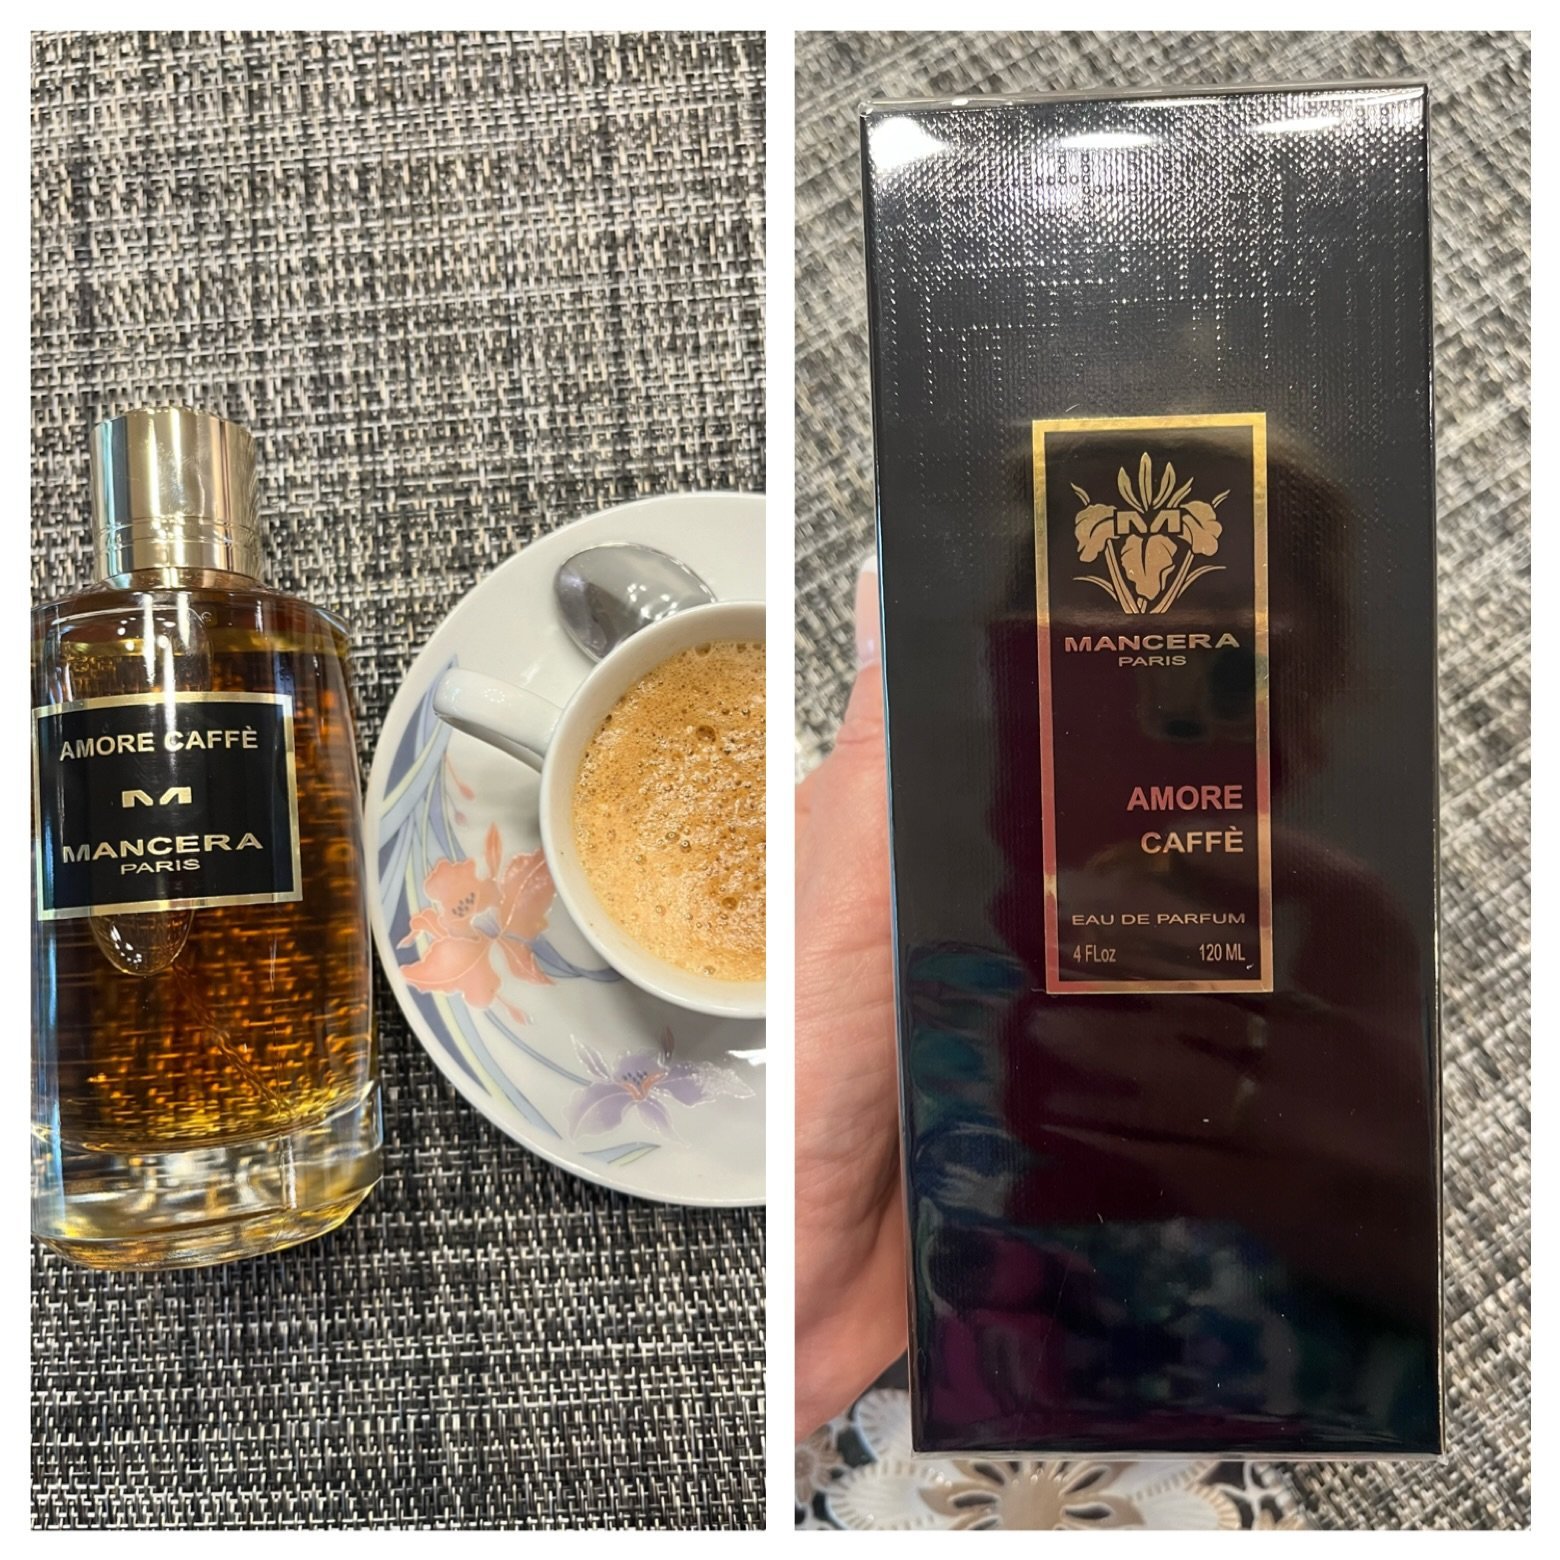 AMORE CAFFÈ
M
MANCERA
PARIS
M
MANCERA
PARIS
AMORE
CAFFÈ
EAU DE PARFUM
4 FLoz 120 ML